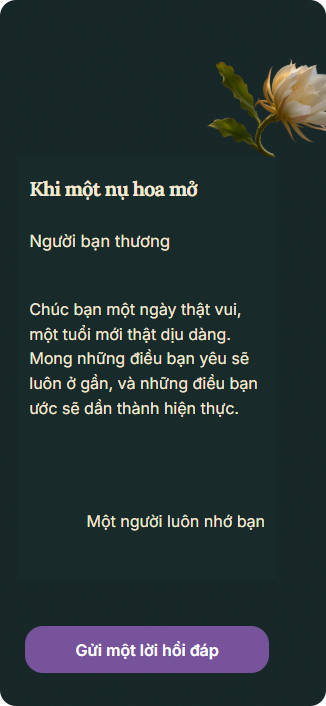 Khi một nụ hoa mở
Người bạn thương
Chúc bạn một ngày thật vui,
một tuổi mới thật dịu dàng.
Mong những điều bạn yêu sẽ
luôn ở gần, và những điều bạn
ước sẽ dần thành hiện thực.
Một người luôn nhớ bạn
Gửi một lời hồi đáp